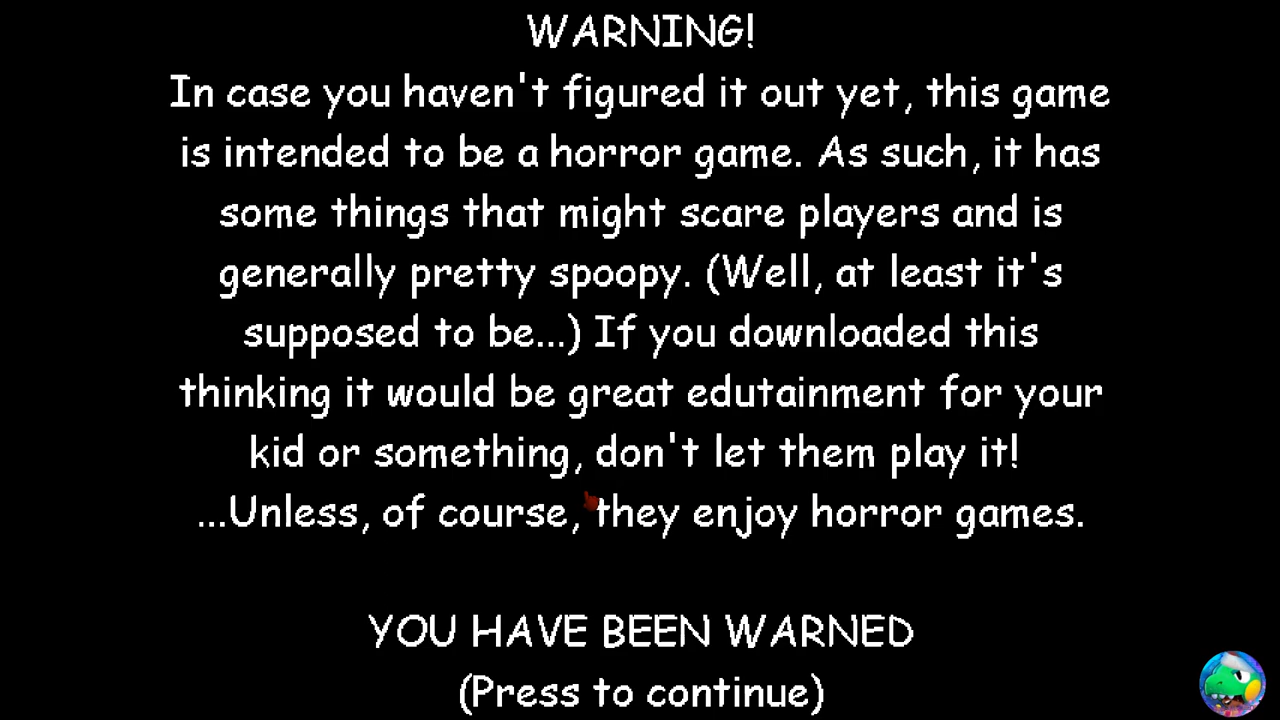 WARNING!
In case you haven't figured it out yet, this game
is intended to be a horror game. As such, it has
some things that might scare players and is
generally pretty spoopy. (Well, at least it's
supposed to be...) If you downloaded this
thinking it would be great edutainment for your
kid or something, don't let them play it!
...Unless, of course, they enjoy horror games.
YOU HAVE BEEN WARNED
(Press to continue)